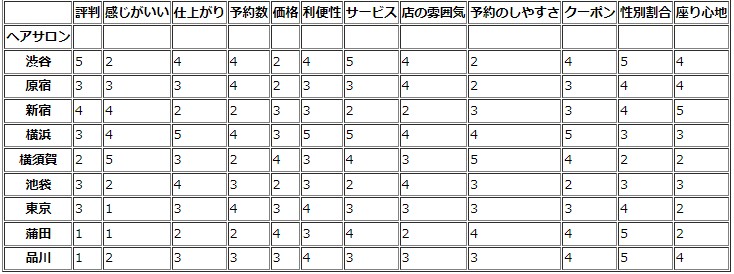 評判 感じがいい 仕上がり 予約数 価格 利便性 サービス 店の雰囲気 予約のしやすさ クーポン 性別割合 座り心地
ヘアサロン
渋谷 5 2 4 4 2 4 5 4 2 4 5 4
原宿 3 3 3 4 2 3 3 4 2 3 4 4
新宿 4 4 2 2 3 3 2 2 3 3 4 5
横浜 3 4 5 4 3 5 5 4 4 5 3 3
横須賀 2 5 3 2 4 3 4 3 5 4 2 2
池袋 3 2 4 3 2 3 2 4 3 2 3 3
東京 3 1 3 4 3 4 3 3 3 3 4 2
蒲田 1 1 2 2 4 3 4 2 4 4 5 2
品川 1 2 3 3 3 4 3 3 3 4 5 4